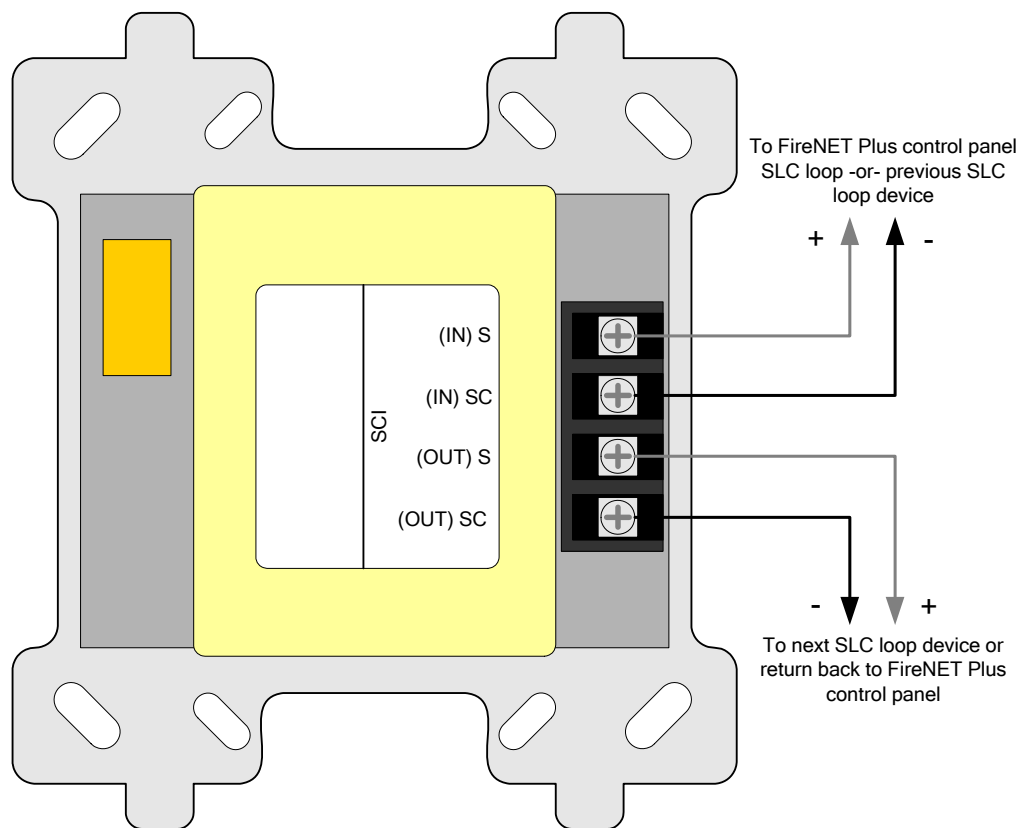 To FireNET Plus control panel
SLC loop -or- previous SLC
loop device
+ -
(IN) S
(IN) SC
SCI
(OUT) S
(OUT) SC
- +
To next SLC loop device or
return back to FireNET Plus
control panel